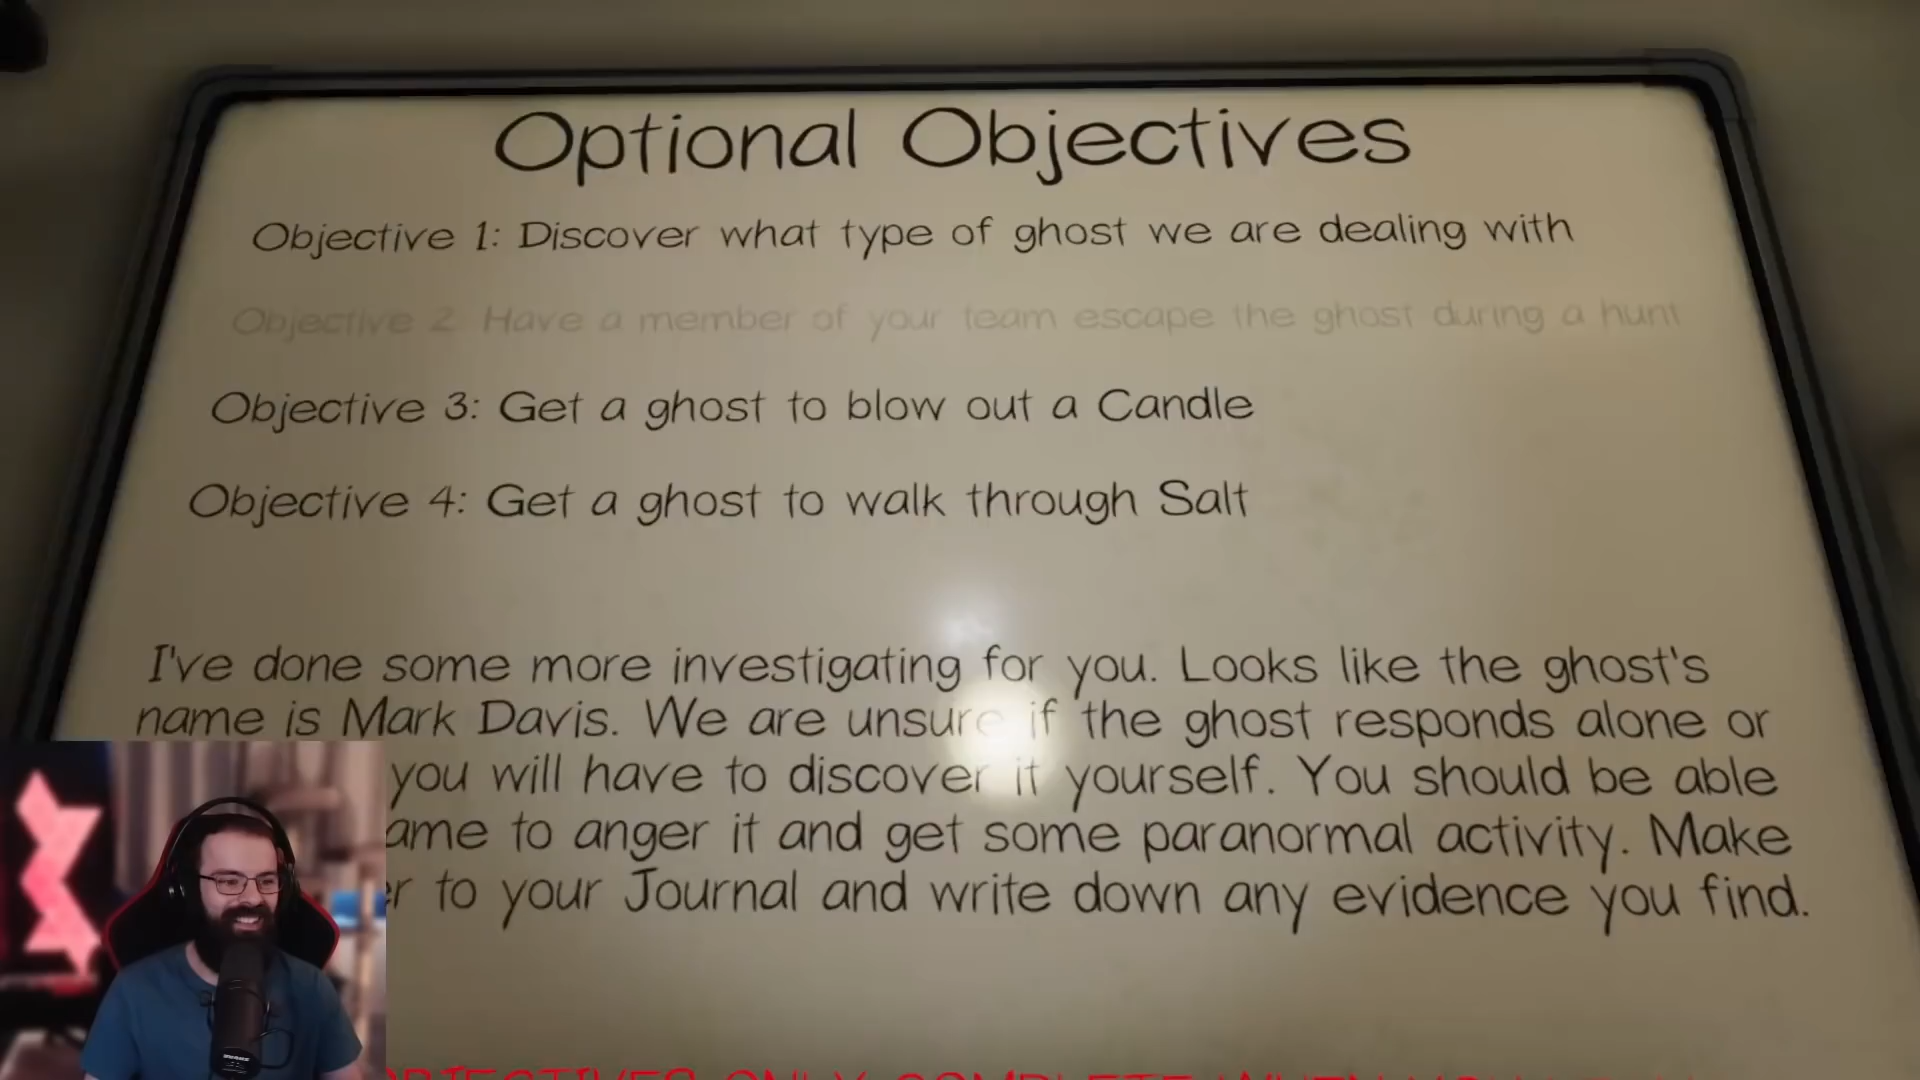 Optional Objectives
Objective 1: Discover what type of ghost we are dealing with
Objective 2 Have a member of your team escape the ghost during a hunt
Objective 3: Get a ghost to blow out a Candle
Objective 4: Get a ghost to walk through Salt
I've done some more investigating for you. Looks like the ghost's
name is Mark Davis. We are unsure if the ghost responds alone or
you will have to discover it yourself. You should be able
to anger it and get some paranormal activity. Make
to your Journal and write down any evidence you find.
OBJECTIVES ONLY COMPLETE WHEN